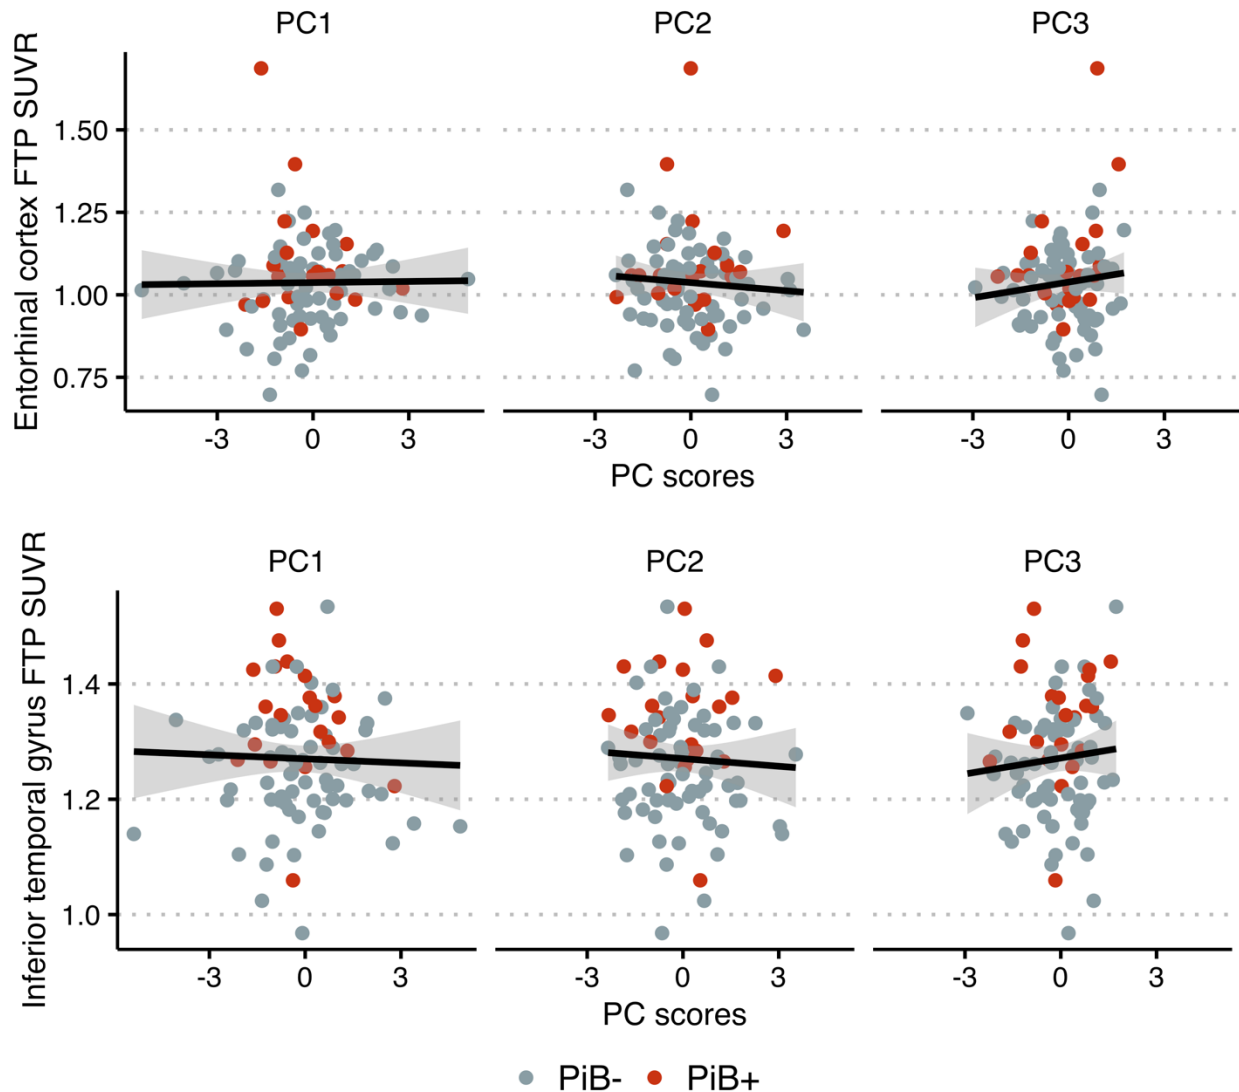 PC1 PC2 PC3
Entorhinal cortex FTP SUVR
1.50
1.25
1.00
0.75
-3 0 3 -3 0 3 -3 0 3
PC scores
PC1 PC2 PC3
Inferior temporal gyrus FTP SUVR
1.4
1.2
1.0
-3 0 3 -3 0 3 -3 0 3
PC scores
PiB- PiB+